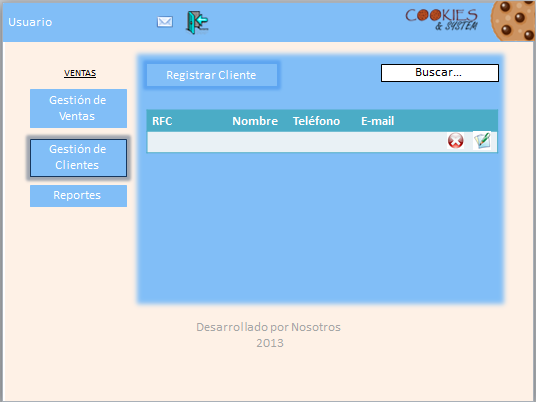 Usuario
COOKIES
& SYSTEM
VENTAS
Gestión de
Ventas
Gestión de
Clientes
Reportes
Registrar Cliente
Buscar...
RFC Nombre Teléfono E-mail
Desarrollado por Nosotros
2013